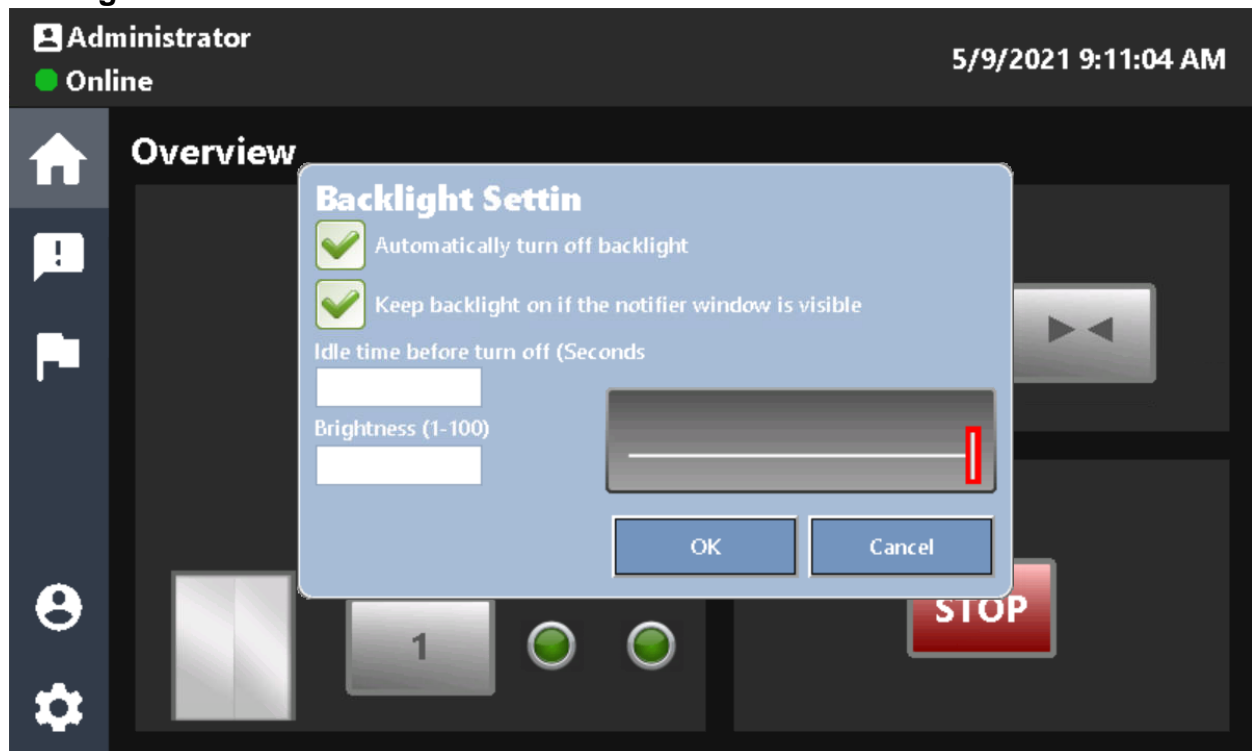 Administrator
Online
5/9/2021 9:11:04 AM
Overview
Backlight Settin
Automatically turn off backlight
Keep backlight on if the notifier window is visible
Idle time before turn off (Seconds
Brightness (1-100)
OK
Cancel
STOP
1